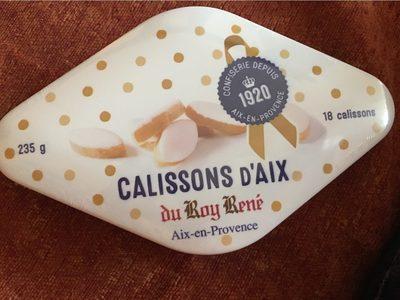 CONFISERIE DEPUIS
1920
AIX-EN-PROVENCE
18 calissons
235 g
CALISSONS D'AIX
du Roy René
Aix-en-Provence